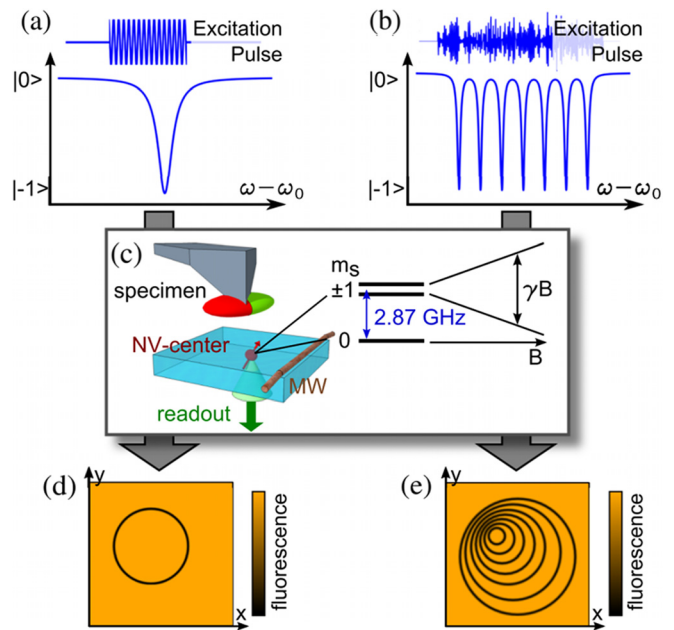 (a)
Excitation
Pulse
|0>
|-1>
ω−ω0
(b)
Excitation
Pulse
|0>
|-1>
ω−ω0
(c)
specimen
NV-center
MW
readout
ms
±1
0
2.87 GHz
γB
B
(d)
y
x
fluorescence
(e)
y
x
fluorescence